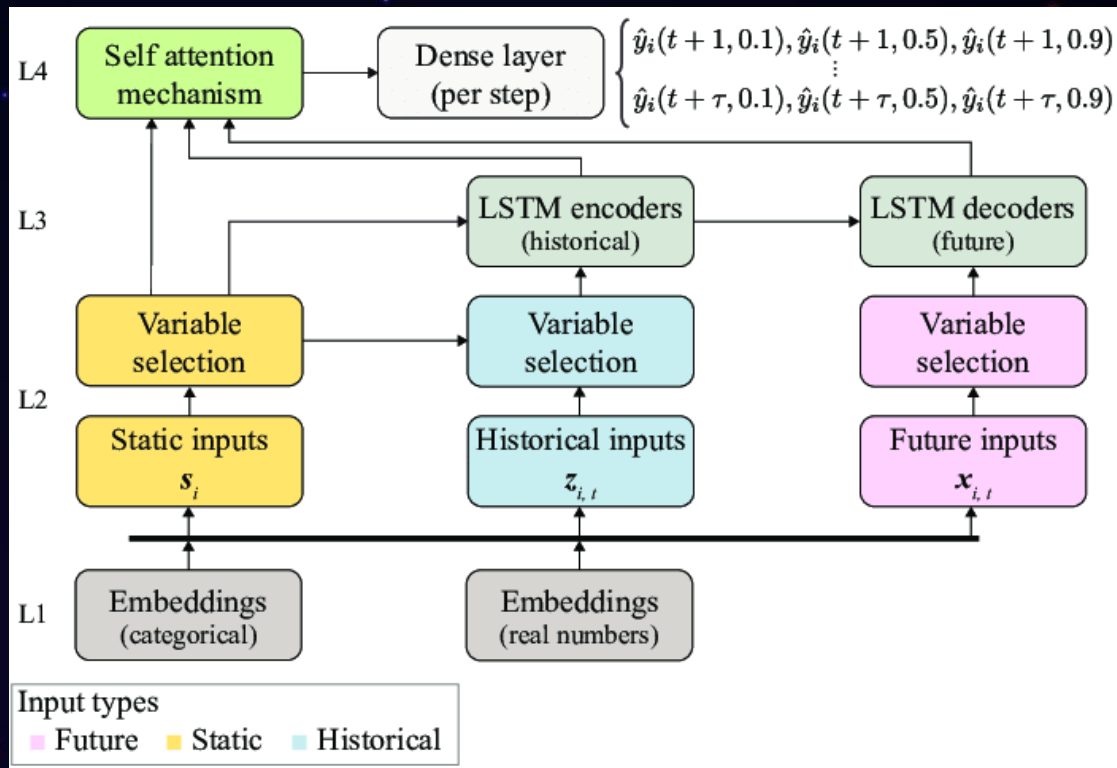 L4
Self attention
mechanism
Dense layer
(per step)
ŷᵢ(t + 1, 0.1), ŷᵢ(t + 1, 0.5), ŷᵢ(t + 1, 0.9)
⋮
ŷᵢ(t + τ, 0.1), ŷᵢ(t + τ, 0.5), ŷᵢ(t + τ, 0.9)
L3
LSTM encoders
(historical)
LSTM decoders
(future)
L2
Variable
selection
Variable
selection
Variable
selection
Static inputs
s i
Historical inputs
z i, t
Future inputs
x i, t
L1
Embeddings
(categorical)
Embeddings
(real numbers)
Input types
Future Static Historical